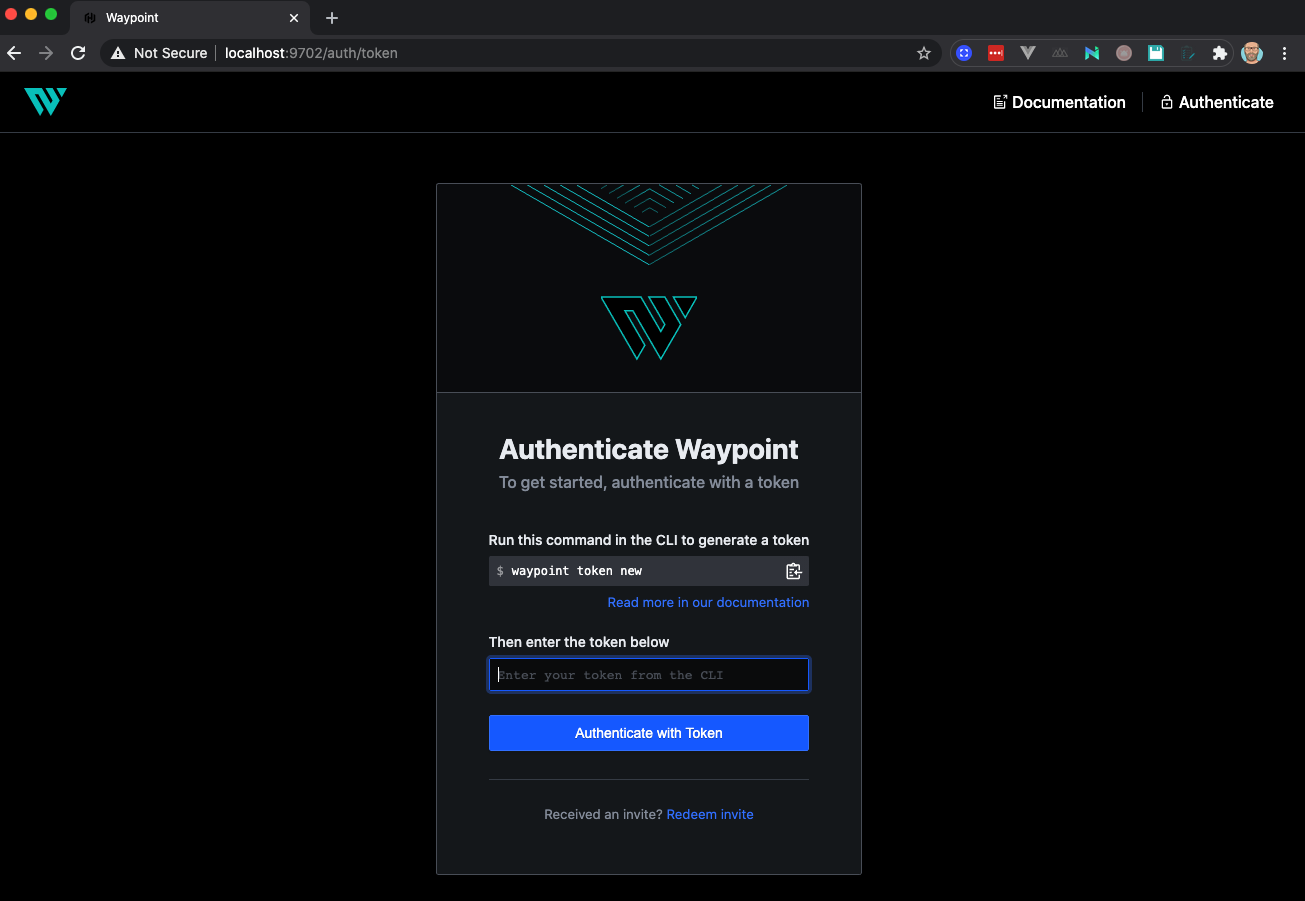 Waypoint
Not Secure localhost:9702/auth/token
Documentation
Authenticate
Authenticate Waypoint
To get started, authenticate with a token
Run this command in the CLI to generate a token
$ waypoint token new
Read more in our documentation
Then enter the token below
Enter your token from the CLI
Authenticate with Token
Received an invite? Redeem invite